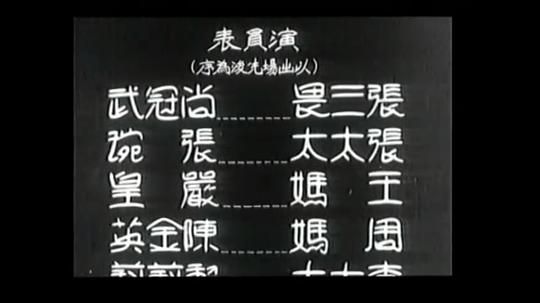 演員表
(以出場先後為序)
張三畏------尚冠武
張太太------張琬
王媽------嚴皇
周媽------陳金英